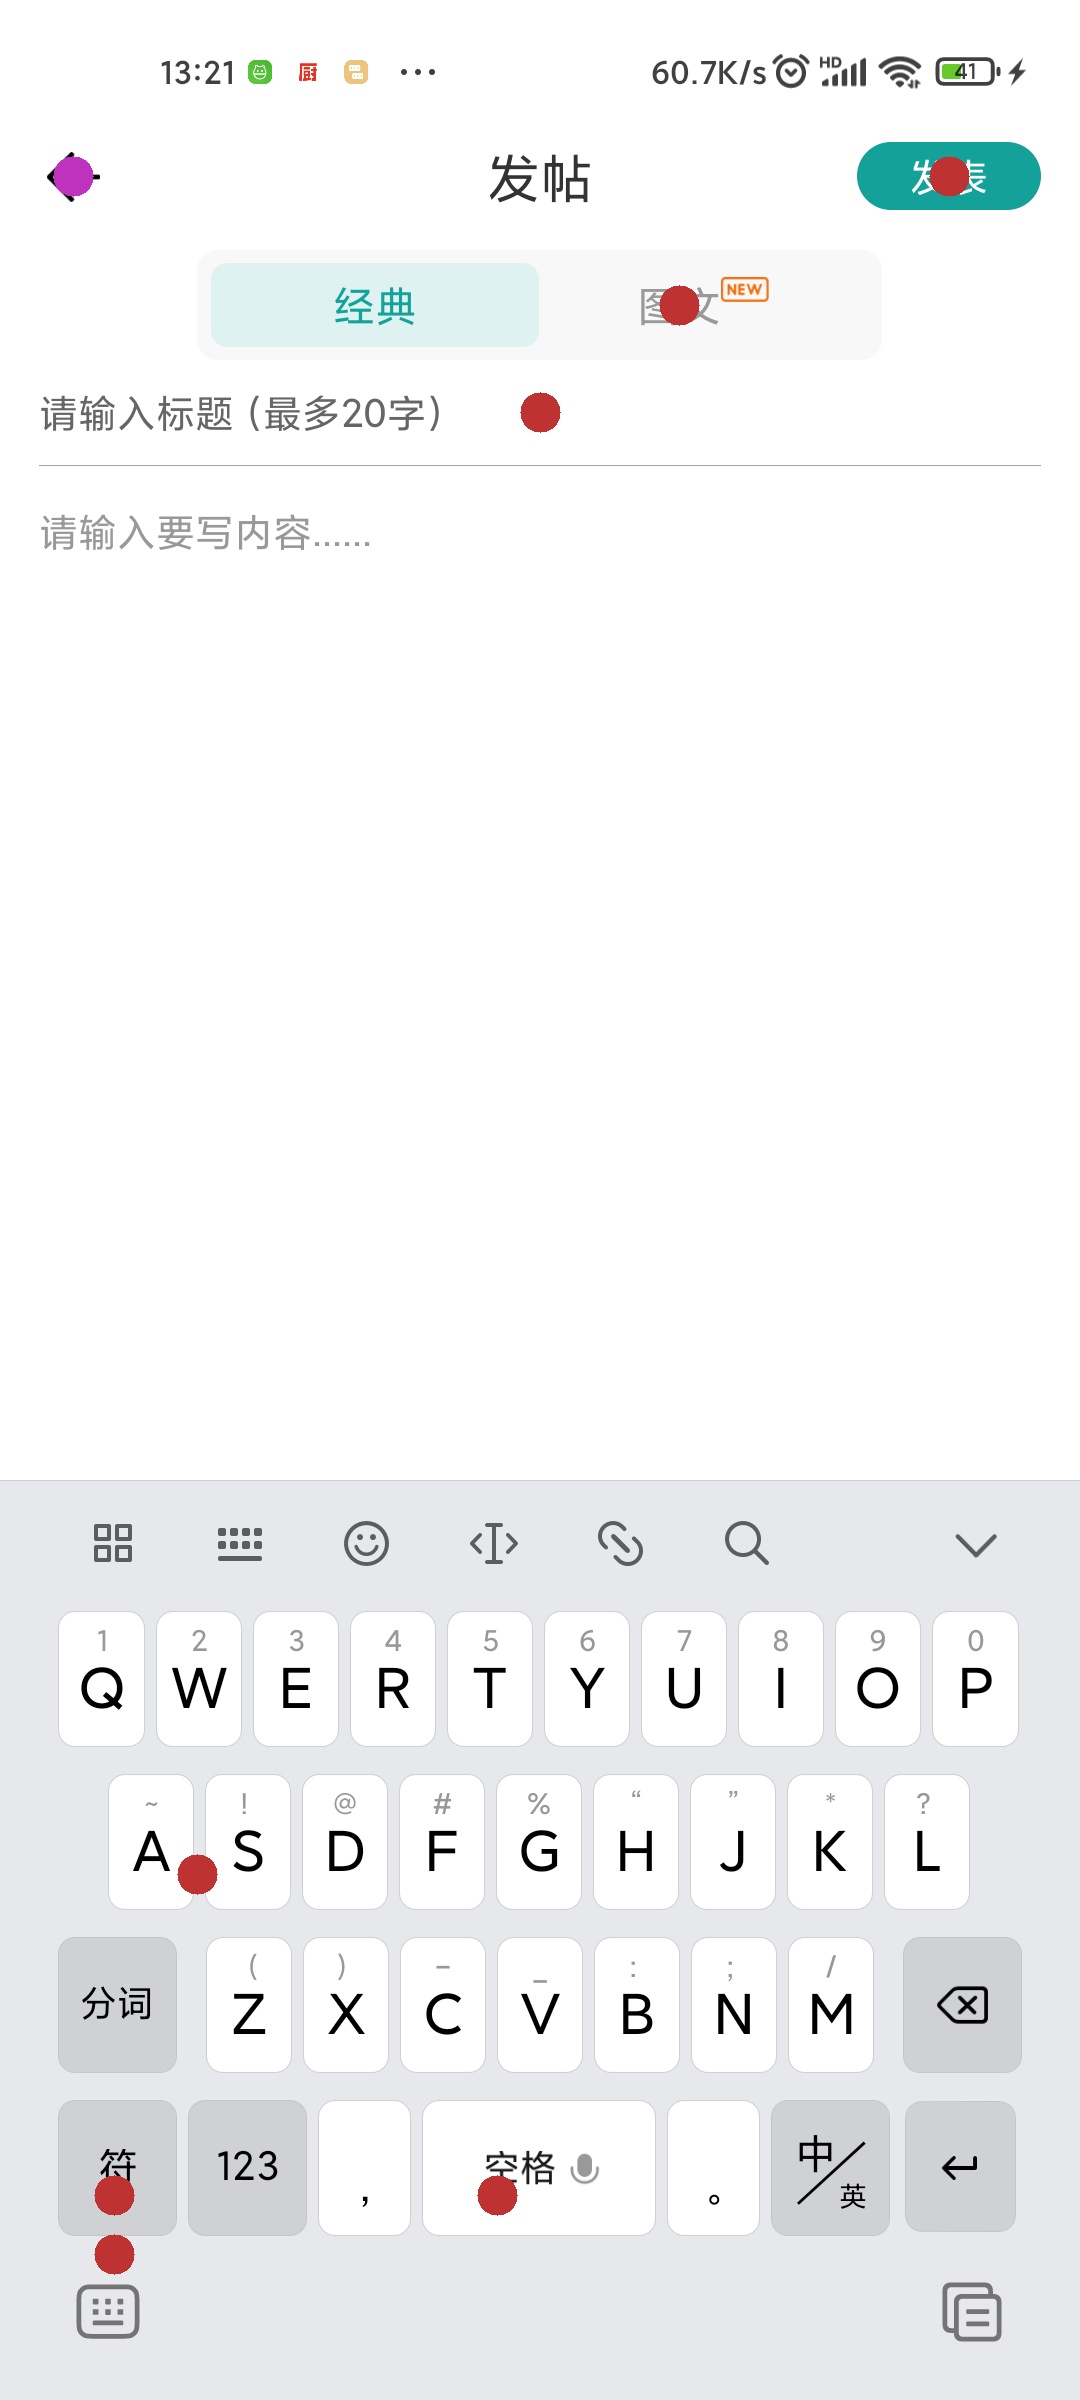 13:21 厨 ... 60.7K/s HD 41
发帖 发表
经典 图文 NEW
请输入标题（最多20字）
请输入要写内容......
1 2 3 4 5 6 7 8 9 0
Q W E R T Y U I O P
~ ! @ # % “ ” * ?
A S D F G H J K L
( ) - _ : ; /
分词 Z X C V B N M
符 123 , 空格 。 中/英